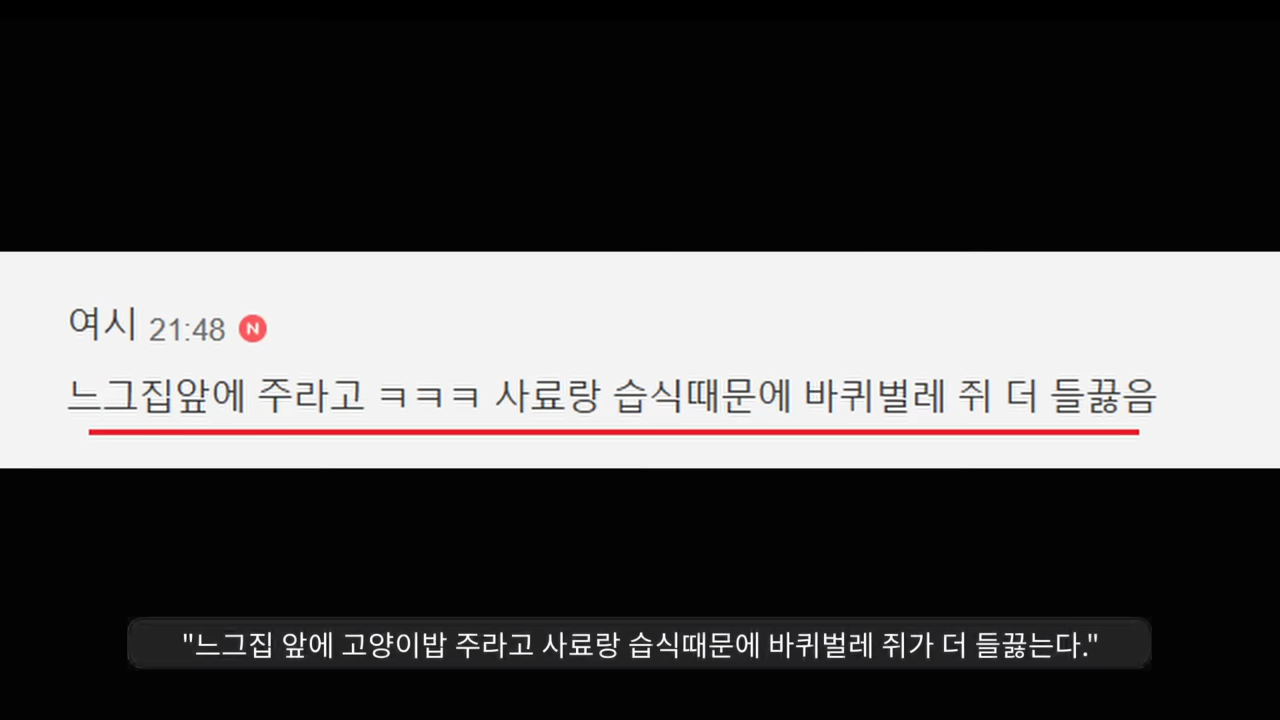 여시 21:48 N
느그집앞에 주라고 ㅋㅋㅋ 사료랑 습식때문에 바퀴벌레 쥐 더 들끓음
"느그집 앞에 고양이밥 주라고 사료랑 습식때문에 바퀴벌레 쥐가 더 들끓는다."